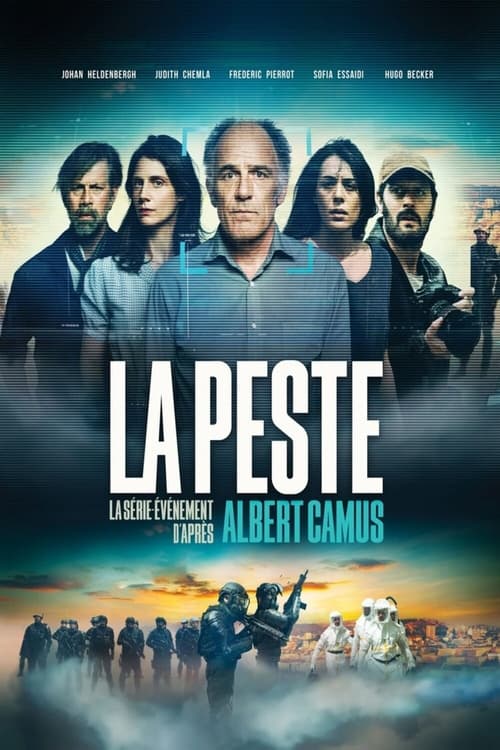 JOHAN HELDENBERGH JUDITH CHEMLA FREDERIC PIERROT SOFIA ESSAIDI HUGO BECKER
LA PESTE
LA SÉRIE-ÉVÉNEMENT
D'APRÈS ALBERT CAMUS